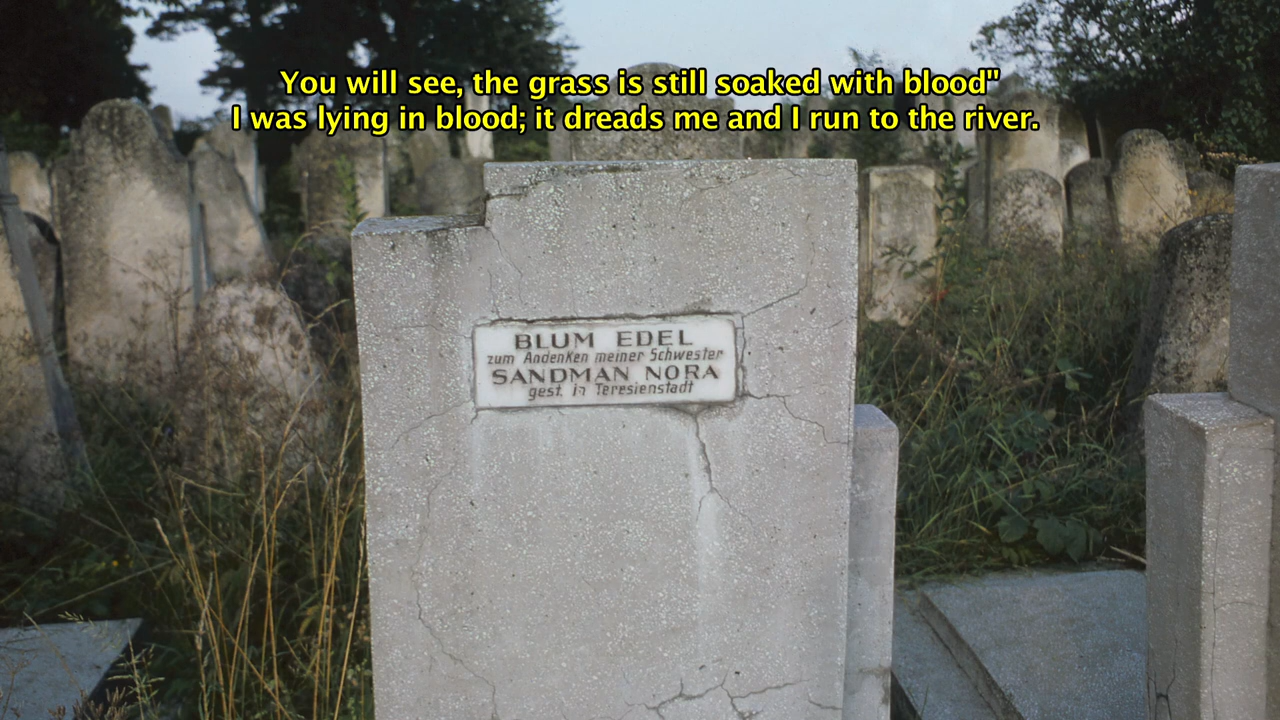 You will see, the grass is still soaked with blood"
I was lying in blood; it dreads me and I run to the river.
BLUM EDEL
zum Andenken meiner Schwester
SANDMAN NORA
gest. in Teresienstadt